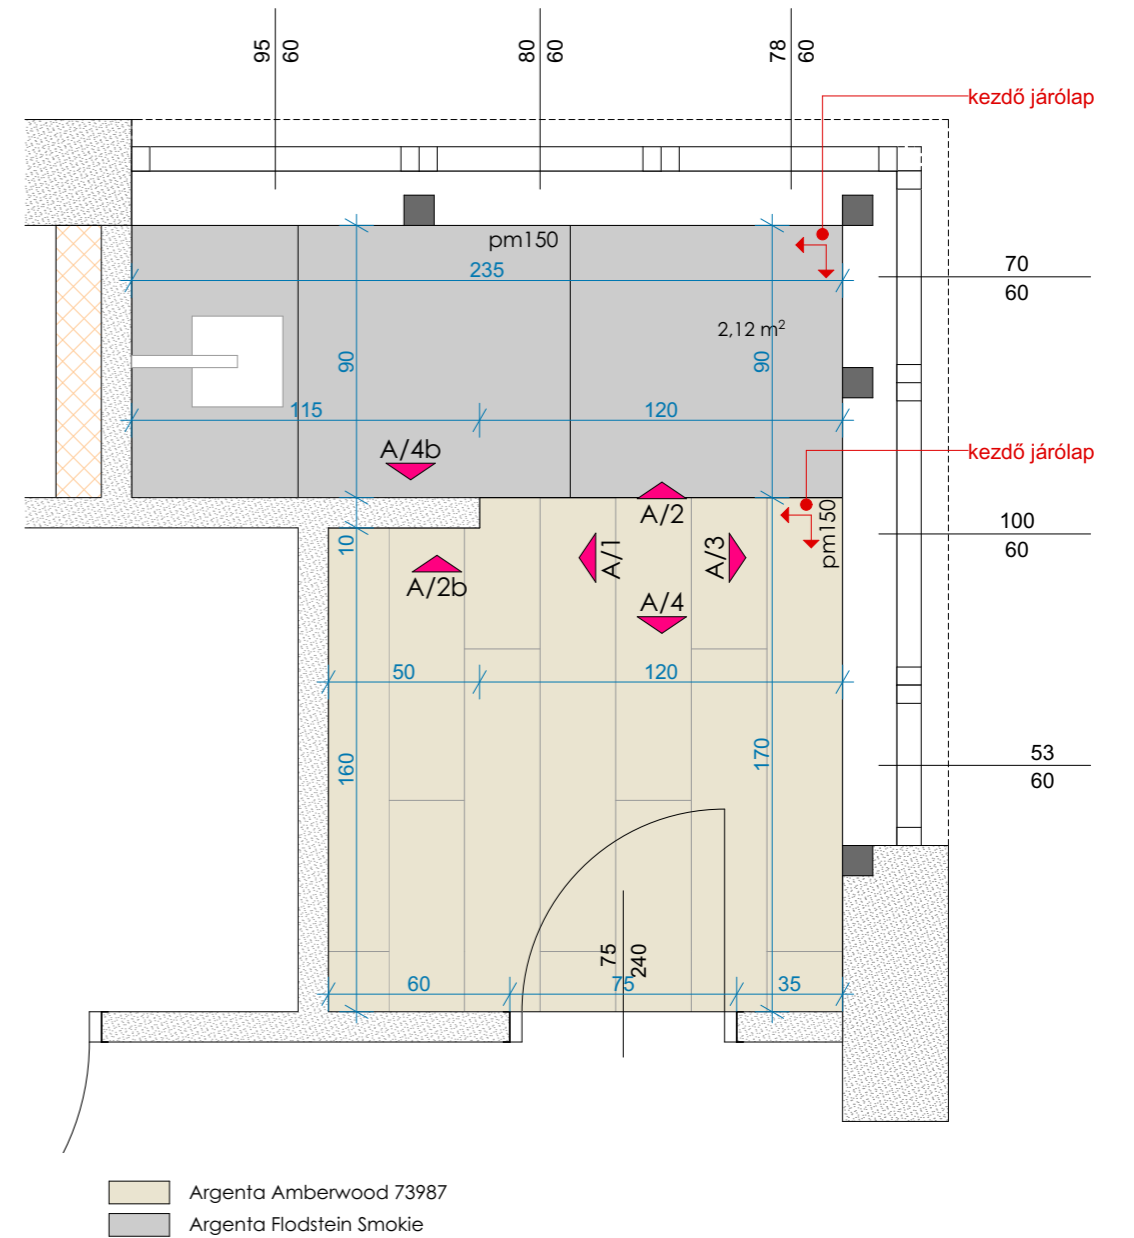 95
60
80
60
78
60
kezdő járólap
pm150
235
70
60
2,12 m²
90
90
115
120
A/4b
kezdő járólap
A/2
pm150
100
60
10
A/1
A/3
A/2b
A/4
50
120
160
170
53
60
75
240
60
75
35
Argenta Amberwood 73987
Argenta Flodstein Smokie